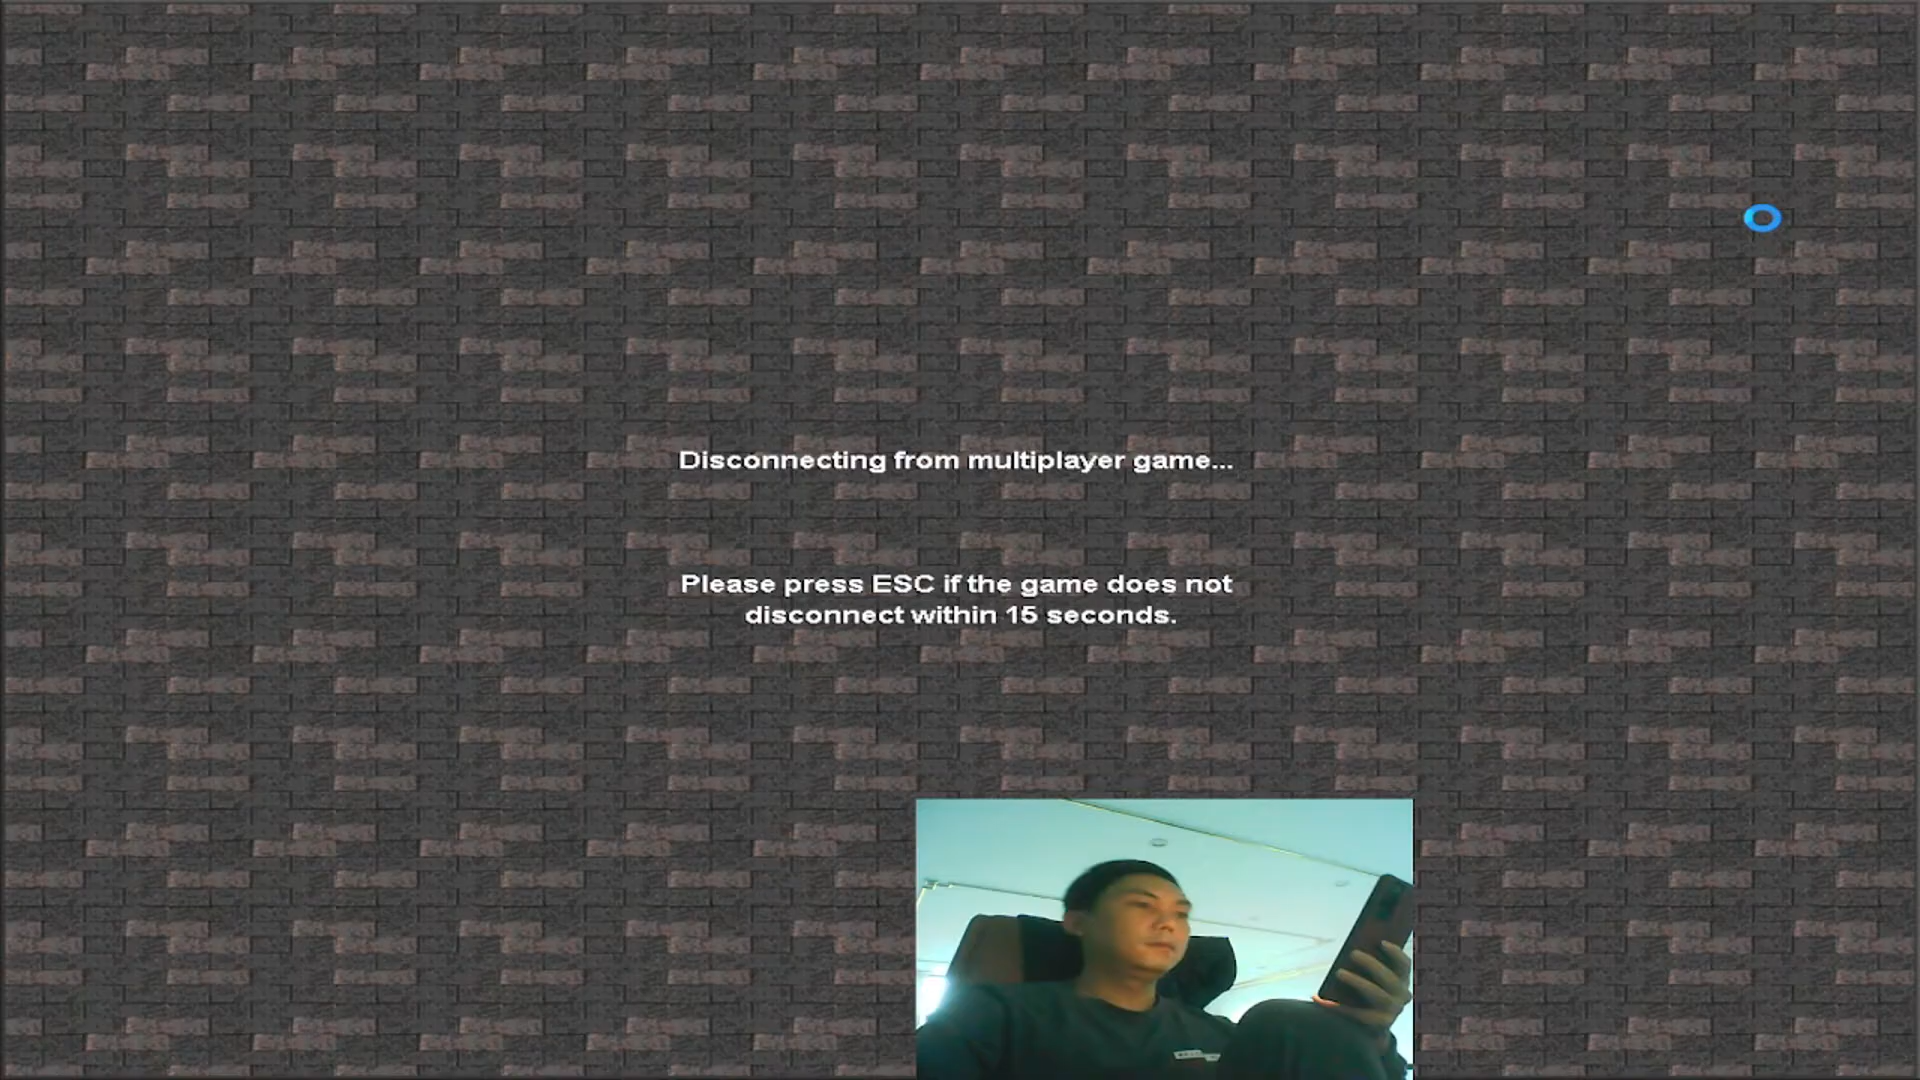 Disconnecting from multiplayer game...
Please press ESC if the game does not
disconnect within 15 seconds.